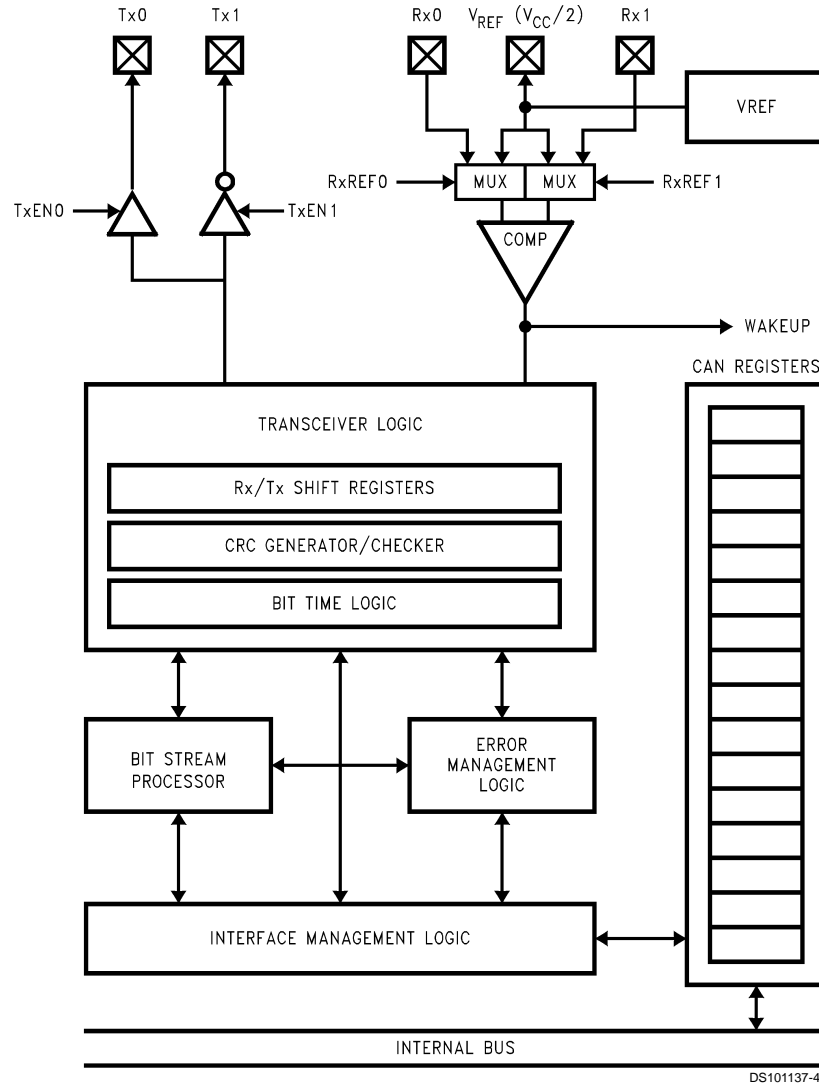 Tx0 Tx1 Rx0 VREF (VCC/2) Rx1
VREF
RxREF0 MUX MUX RxREF1
TxEN0 TxEN1
COMP
WAKEUP
CAN REGISTERS
TRANSCEIVER LOGIC
Rx/Tx SHIFT REGISTERS
CRC GENERATOR/CHECKER
BIT TIME LOGIC
BIT STREAM
PROCESSOR
ERROR
MANAGEMENT
LOGIC
INTERFACE MANAGEMENT LOGIC
INTERNAL BUS
DS101137-4